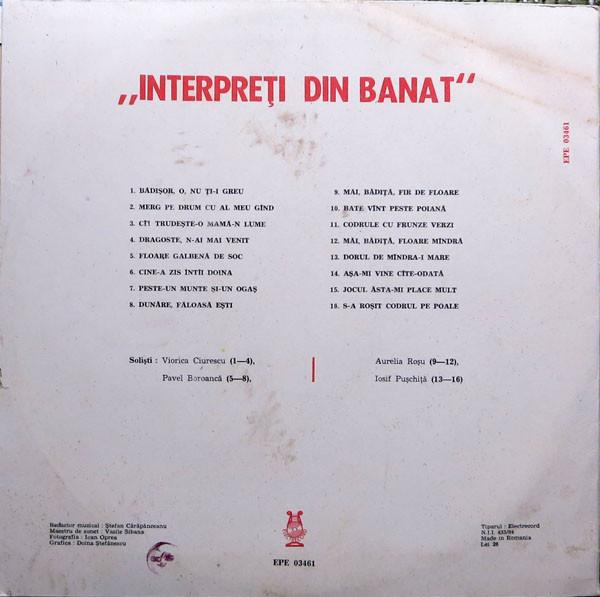 „INTERPREŢI DIN BANAT“
EPE 03461
1. BĂDIŞOR, O, NU ŢI-I GREU
2. MERG PE DRUM CU AL MEU GÎND
3. CÎT TRUDEŞTE-O MAMĂ-N LUME
4. DRAGOSTE, N-AI MAI VENIT
5. FLOARE GALBENĂ DE SOC
6. CINE-A ZIS ÎNTÎI DOINA
7. PESTE-UN MUNTE ŞI-UN OGAŞ
8. DUNĂRE, FĂLOASĂ EŞTI
9. MĂI, BĂDIŢĂ, FIR DE FLOARE
10. BATE VÎNT PESTE POIANĂ
11. CODRULE CU FRUNZE VERZI
12. MĂI, BĂDIŢĂ, FLOARE MÎNDRĂ
13. DORUL DE MÎNDRA-I MARE
14. AŞA-MI VINE CÎTE-ODATĂ
15. JOCUL ĂSTA-MI PLACE MULT
16. S-A ROŞIT CODRUL PE POALE
Solişti : Viorica Ciurescu (1—4),
Pavel Boroancă (5—8),
Aurelia Roşu (9—12),
Iosif Puşchiţă (13—16)
Redactor muzical : Ştefan Cărăpănceanu
Maestru de sunet : Vasile Sibana
Fotografia : Ioan Oprea
Grafica : Doina Ştefănescu
EPE 03461
Tiparul : Electrecord
N.I.I. 433/84
Made in Romania
Lei 26